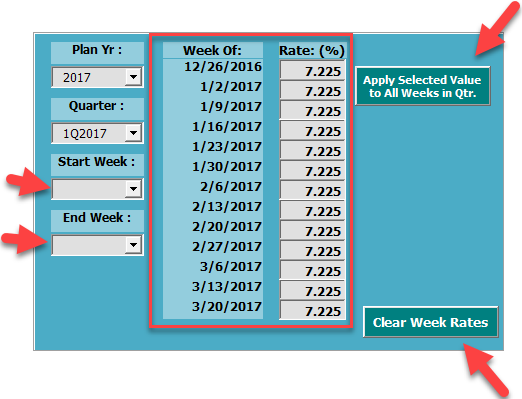 Plan Yr :
2017
Quarter :
1Q2017
Start Week :
End Week :
Week Of: Rate: (%)
12/26/2016 7.225
1/2/2017 7.225
1/9/2017 7.225
1/16/2017 7.225
1/23/2017 7.225
1/30/2017 7.225
2/6/2017 7.225
2/13/2017 7.225
2/20/2017 7.225
2/27/2017 7.225
3/6/2017 7.225
3/13/2017 7.225
3/20/2017 7.225
Apply Selected Value
to All Weeks in Qtr.
Clear Week Rates